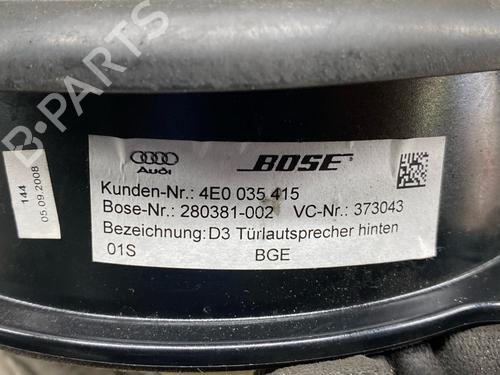 B-PARTS
144
05.09.2008
Audi
BOSE
Kunden-Nr.: 4E0 035 415
Bose-Nr.: 280381-002 VC-Nr.: 373043
Bezeichnung:D3 Türlautsprecher hinten
01S BGE